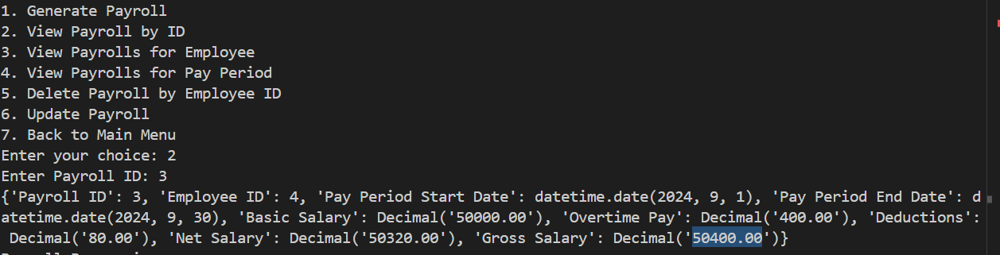 1. Generate Payroll
2. View Payroll by ID
3. View Payrolls for Employee
4. View Payrolls for Pay Period
5. Delete Payroll by Employee ID
6. Update Payroll
7. Back to Main Menu
Enter your choice: 2
Enter Payroll ID: 3
{'Payroll ID': 3, 'Employee ID': 4, 'Pay Period Start Date': datetime.date(2024, 9, 1), 'Pay Period End Date': d
atetime.date(2024, 9, 30), 'Basic Salary': Decimal('50000.00'), 'Overtime Pay': Decimal('400.00'), 'Deductions':
 Decimal('80.00'), 'Net Salary': Decimal('50320.00'), 'Gross Salary': Decimal('50400.00')}